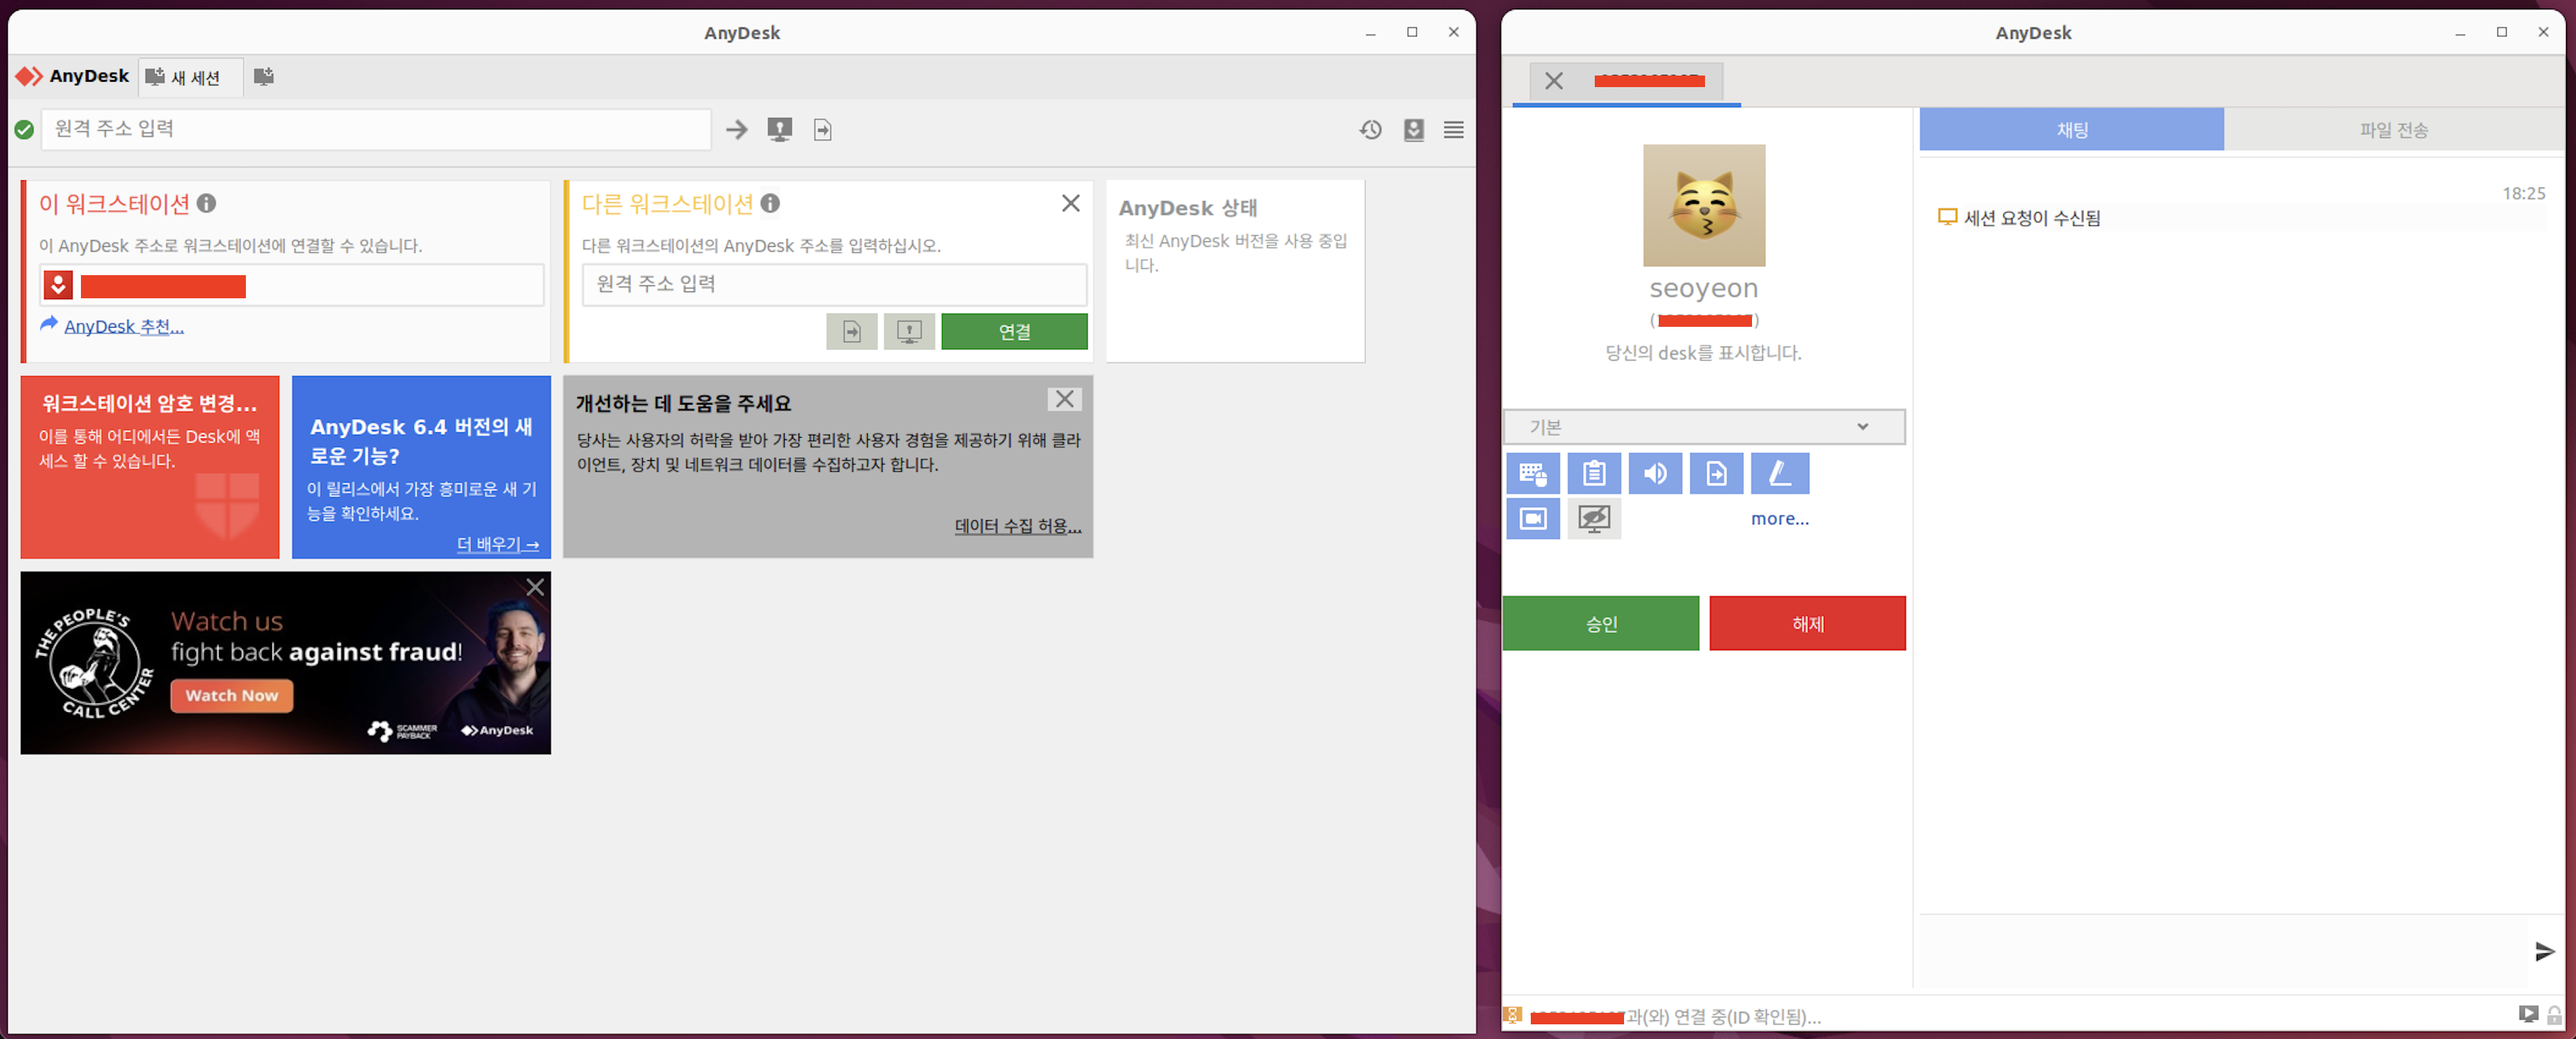 AnyDesk
AnyDesk
새 세션
원격 주소 입력
이 워크스테이션
이 AnyDesk 주소로 워크스테이션에 연결할 수 있습니다.
AnyDesk 추천...
다른 워크스테이션
다른 워크스테이션의 AnyDesk 주소를 입력하십시오.
원격 주소 입력
연결
AnyDesk 상태
최신 AnyDesk 버전을 사용 중입
니다.
워크스테이션 암호 변경...
이를 통해 어디에서든 Desk에 액
세스 할 수 있습니다.
AnyDesk 6.4 버전의 새
로운 기능?
이 릴리스에서 가장 흥미로운 새 기
능을 확인하세요.
더 배우기 →
개선하는 데 도움을 주세요
당사는 사용자의 허락을 받아 가장 편리한 사용자 경험을 제공하기 위해 클라
이언트, 장치 및 네트워크 데이터를 수집하고자 합니다.
데이터 수집 허용...
THE PEOPLE'S
CALL CENTER
Watch us
fight back against fraud!
Watch Now
SCAMMER
PAYBACK
AnyDesk
AnyDesk
채팅
파일 전송
18:25
세션 요청이 수신됨
seoyeon
당신의 desk를 표시합니다.
기본
more...
승인
해제
과(와) 연결 중(ID 확인됨)...